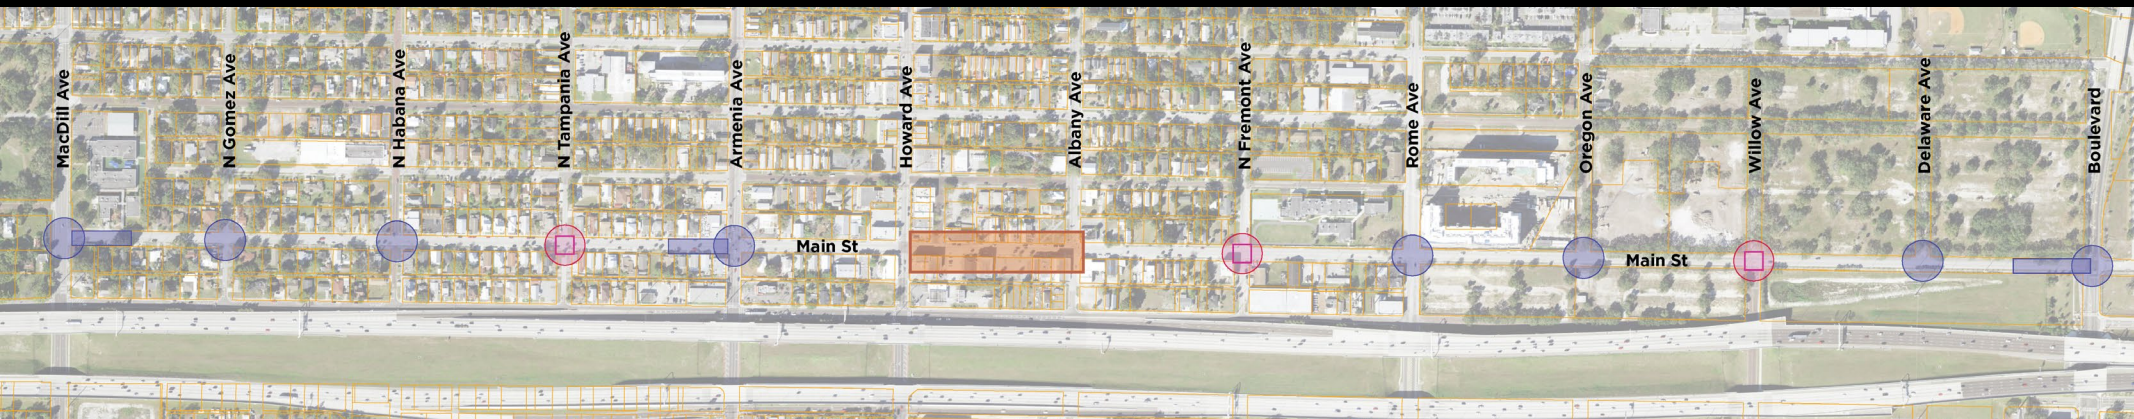 MacDill Ave
N Gomez Ave
N Habana Ave
N Tampania Ave
Armenia Ave
Howard Ave
Albany Ave
N Fremont Ave
Rome Ave
Oregon Ave
Willow Ave
Delaware Ave
Boulevard
Main St
Main St